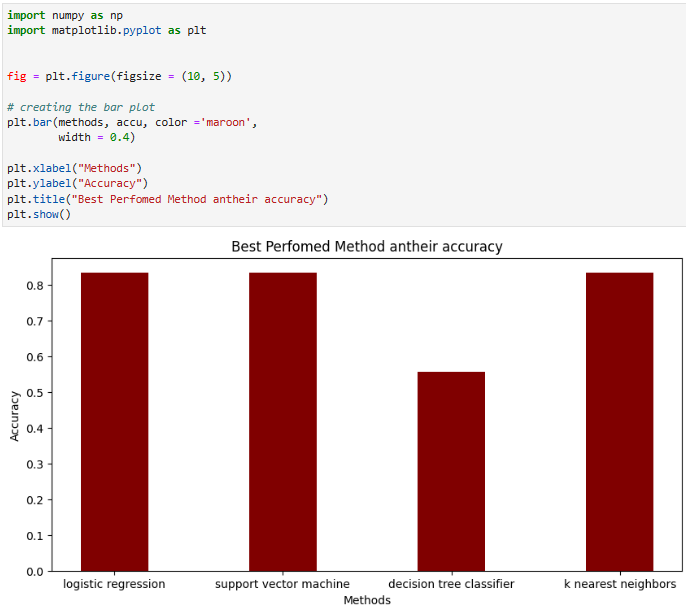 import numpy as np
import matplotlib.pyplot as plt
fig = plt.figure(figsize = (10, 5))
# creating the bar plot
plt.bar(methods, accu, color ='maroon',
width = 0.4)
plt.xlabel("Methods")
plt.ylabel("Accuracy")
plt.title("Best Perfomed Method antheir accuracy")
plt.show()
Best Perfomed Method antheir accuracy
0.8
0.7
0.6
0.5
0.4
0.3
0.2
0.1
0.0
Accuracy
logistic regression support vector machine decision tree classifier k nearest neighbors
Methods